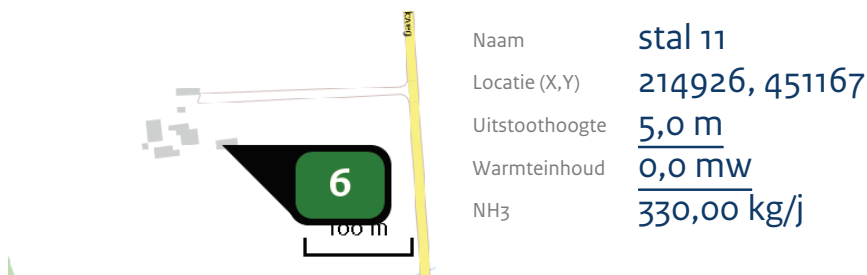 6
100 m
Naam stal 11
Locatie (X,Y) 214926, 451167
Uitstoothoogte 5,0 m
Warmteinhoud 0,0 mw
NH3 330,00 kg/j